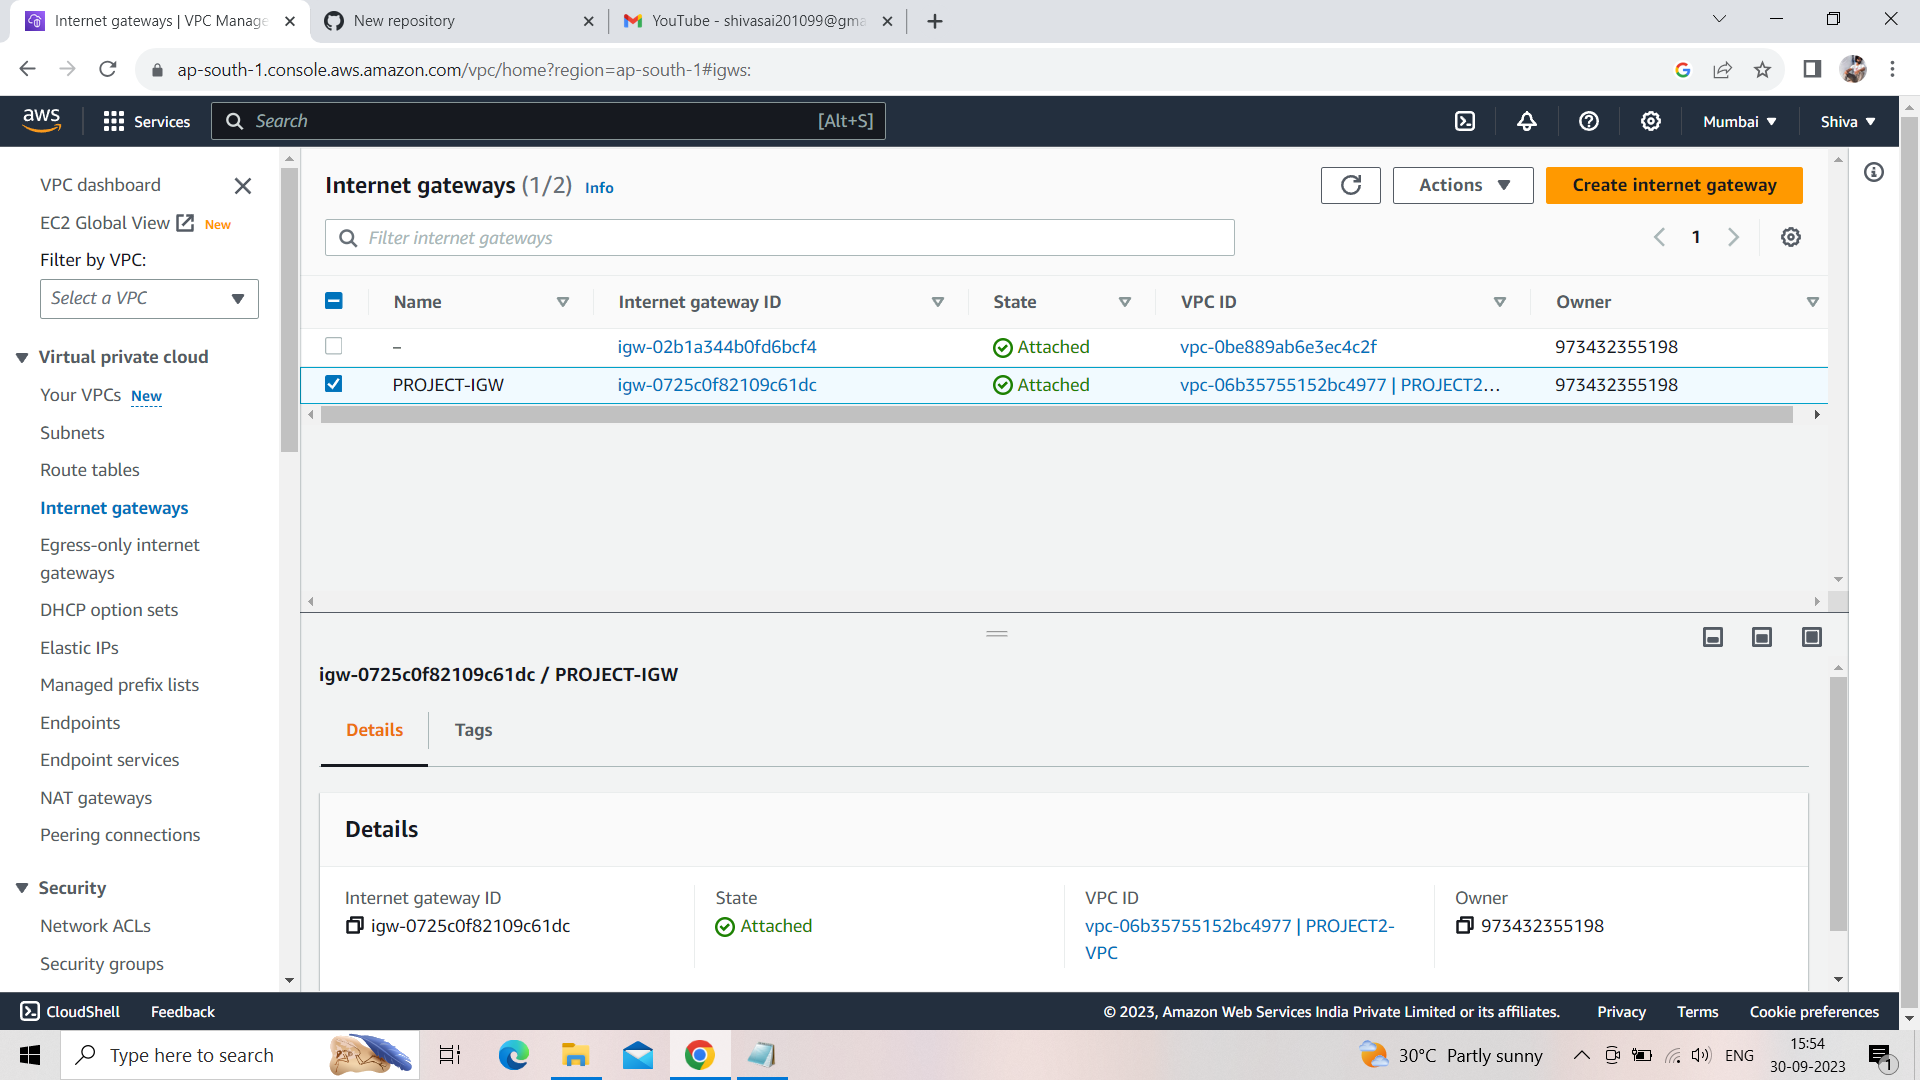 Internet gateways | VPC Manage
New repository
YouTube - shivasai201099@gma
ap-south-1.console.aws.amazon.com/vpc/home?region=ap-south-1#igws:
aws
Services
Search
[Alt+S]
Mumbai
Shiva
VPC dashboard
EC2 Global View New
Filter by VPC:
Select a VPC
Virtual private cloud
Your VPCs New
Subnets
Route tables
Internet gateways
Egress-only internet
gateways
DHCP option sets
Elastic IPs
Managed prefix lists
Endpoints
Endpoint services
NAT gateways
Peering connections
Security
Network ACLs
Security groups
Internet gateways (1/2) Info
Actions
Create internet gateway
Filter internet gateways
1
Name Internet gateway ID State VPC ID Owner
– igw-02b1a344b0fd6bcf4 Attached vpc-0be889ab6e3ec4c2f 973432355198
PROJECT-IGW igw-0725c0f82109c61dc Attached vpc-06b35755152bc4977 | PROJECT2... 973432355198
igw-0725c0f82109c61dc / PROJECT-IGW
Details Tags
Details
Internet gateway ID
igw-0725c0f82109c61dc
State
Attached
VPC ID
vpc-06b35755152bc4977 | PROJECT2-
VPC
Owner
973432355198
CloudShell Feedback © 2023, Amazon Web Services India Private Limited or its affiliates. Privacy Terms Cookie preferences
Type here to search
30°C Partly sunny
ENG
15:54
30-09-2023
1